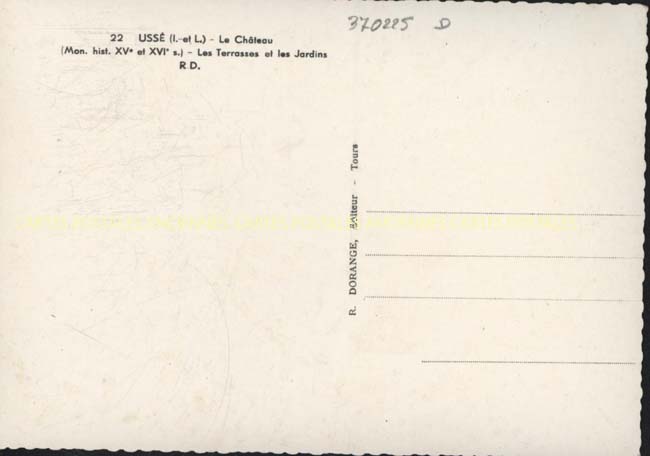 370225 D
22 USSÉ (I.-et L.) - Le Château
(Mon. hist. XVᵉ et XVIᵉ s.) - Les Terrasses et les Jardins
R.D.
R. DORANGE, Éditeur - Tours